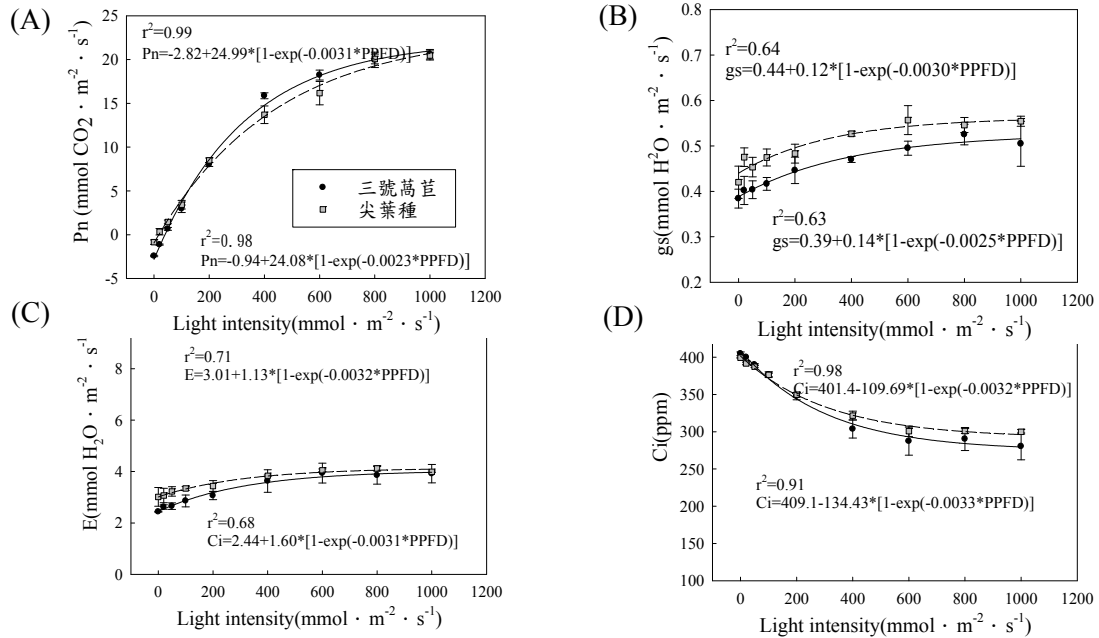 (A)
r²=0.99
Pn=-2.82+24.99*[1-exp(-0.0031*PPFD)]
25
20
15
10
5
0
-5
Pn (mmol CO₂ · m⁻² · s⁻¹)
三號萵苣
尖葉種
r²=0. 98
Pn=-0.94+24.08*[1-exp(-0.0023*PPFD)]
0 200 400 600 800 1000 1200
Light intensity(mmol · m⁻² · s⁻¹)
(B)
0.8
0.7
0.6
0.5
0.4
0.3
0.2
gs(mmol H²O · m⁻² · s⁻¹)
r²=0.64
gs=0.44+0.12*[1-exp(-0.0030*PPFD)]
r²=0.63
gs=0.39+0.14*[1-exp(-0.0025*PPFD)]
0 200 400 600 800 1000 1200
Light intensity(mmol · m⁻² · s⁻¹)
(C)
8
6
4
2
0
E(mmol H₂O · m⁻² · s⁻¹)
r²=0.71
E=3.01+1.13*[1-exp(-0.0032*PPFD)]
r²=0.68
Ci=2.44+1.60*[1-exp(-0.0031*PPFD)]
0 200 400 600 800 1000 1200
Light intensity(mmol · m⁻² · s⁻¹)
(D)
400
350
300
250
200
150
100
Ci(ppm)
r²=0.98
Ci=401.4-109.69*[1-exp(-0.0032*PPFD)]
r²=0.91
Ci=409.1-134.43*[1-exp(-0.0033*PPFD)]
0 200 400 600 800 1000 1200
Light intensity(mmol · m⁻² · s⁻¹)